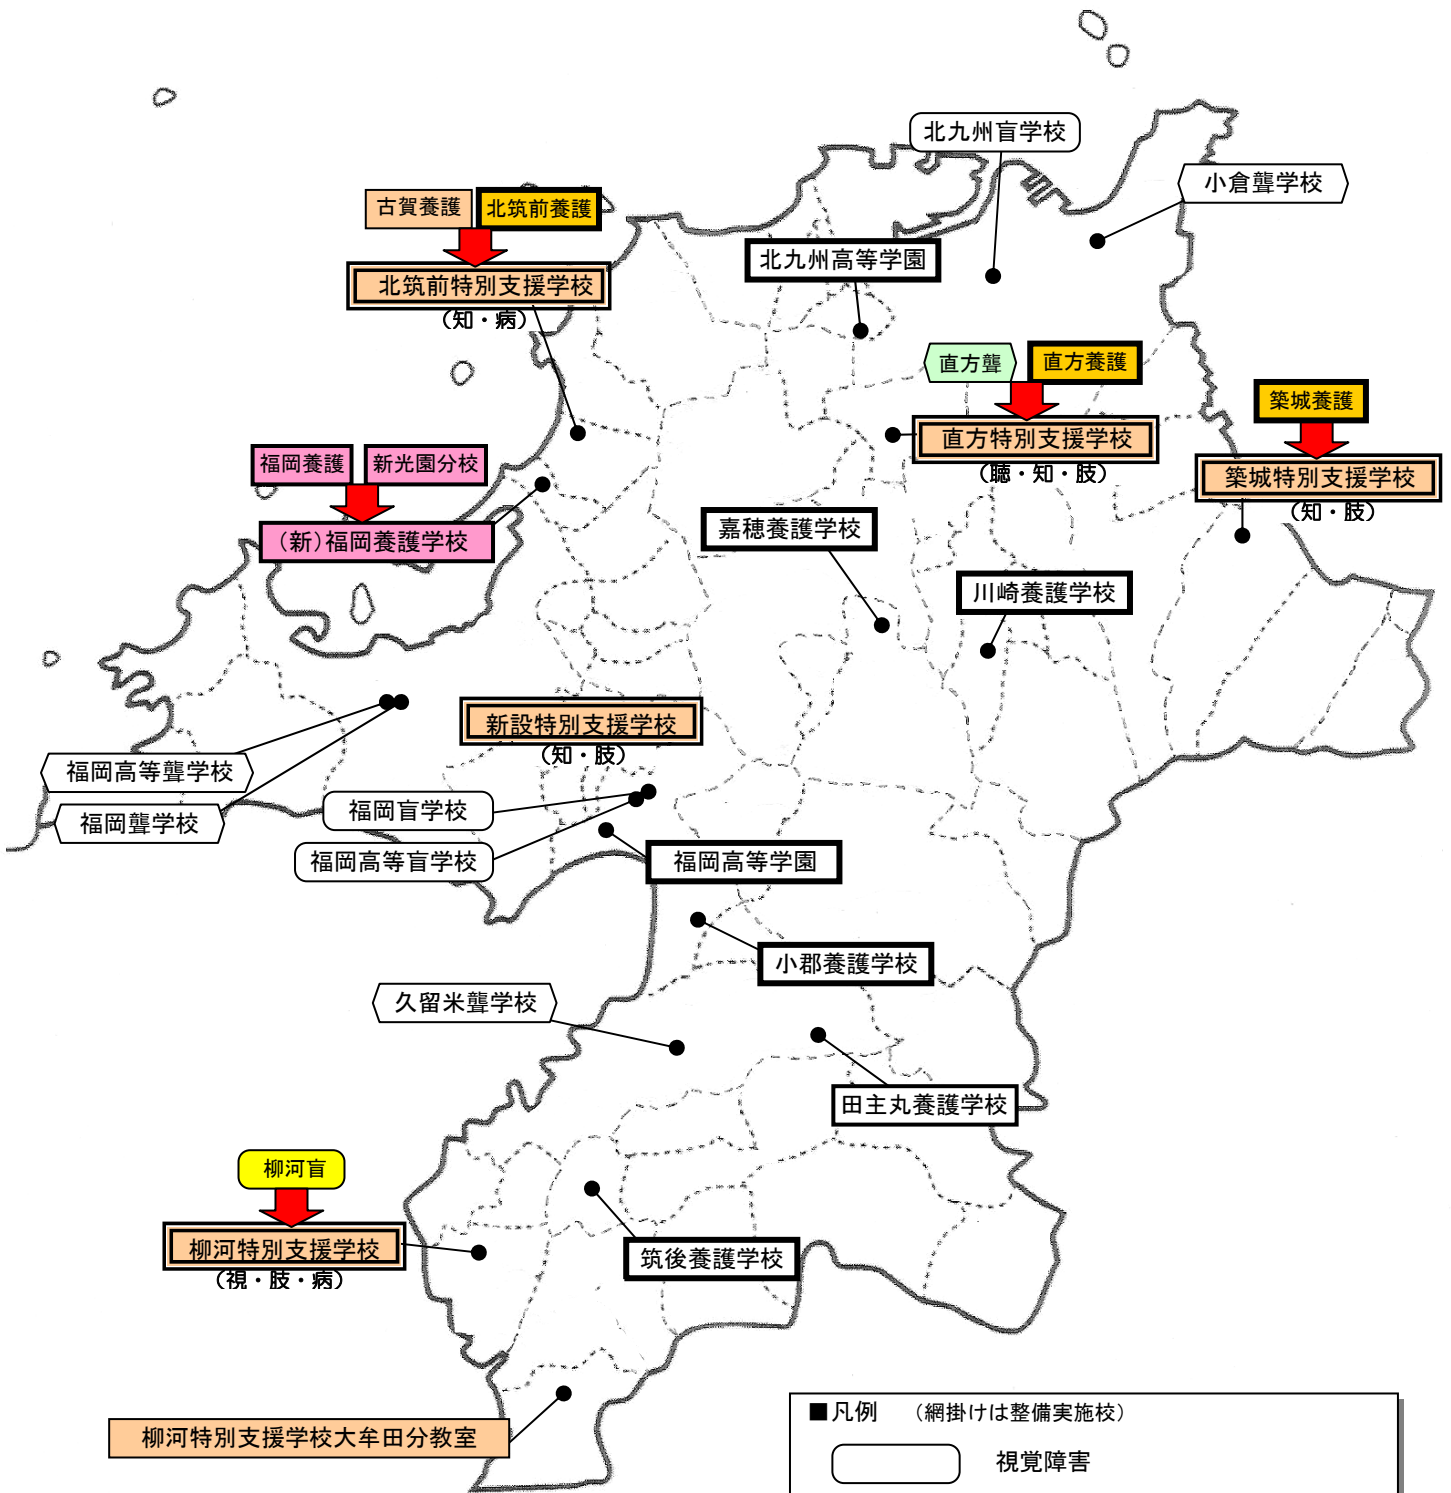 北九州盲学校
小倉聾学校
古賀養護
北筑前養護
北筑前特別支援学校
（知・病）
北九州高等学園
直方聾
直方養護
直方特別支援学校
（聴・知・肢）
築城養護
築城特別支援学校
（知・肢）
福岡養護
新光園分校
（新）福岡養護学校
嘉穂養護学校
川崎養護学校
新設特別支援学校
（知・肢）
福岡高等聾学校
福岡聾学校
福岡盲学校
福岡高等盲学校
福岡高等学園
小郡養護学校
久留米聾学校
田主丸養護学校
柳河盲
柳河特別支援学校
（視・肢・病）
筑後養護学校
柳河特別支援学校大牟田分教室
■凡例　（網掛けは整備実施校）
視覚障害